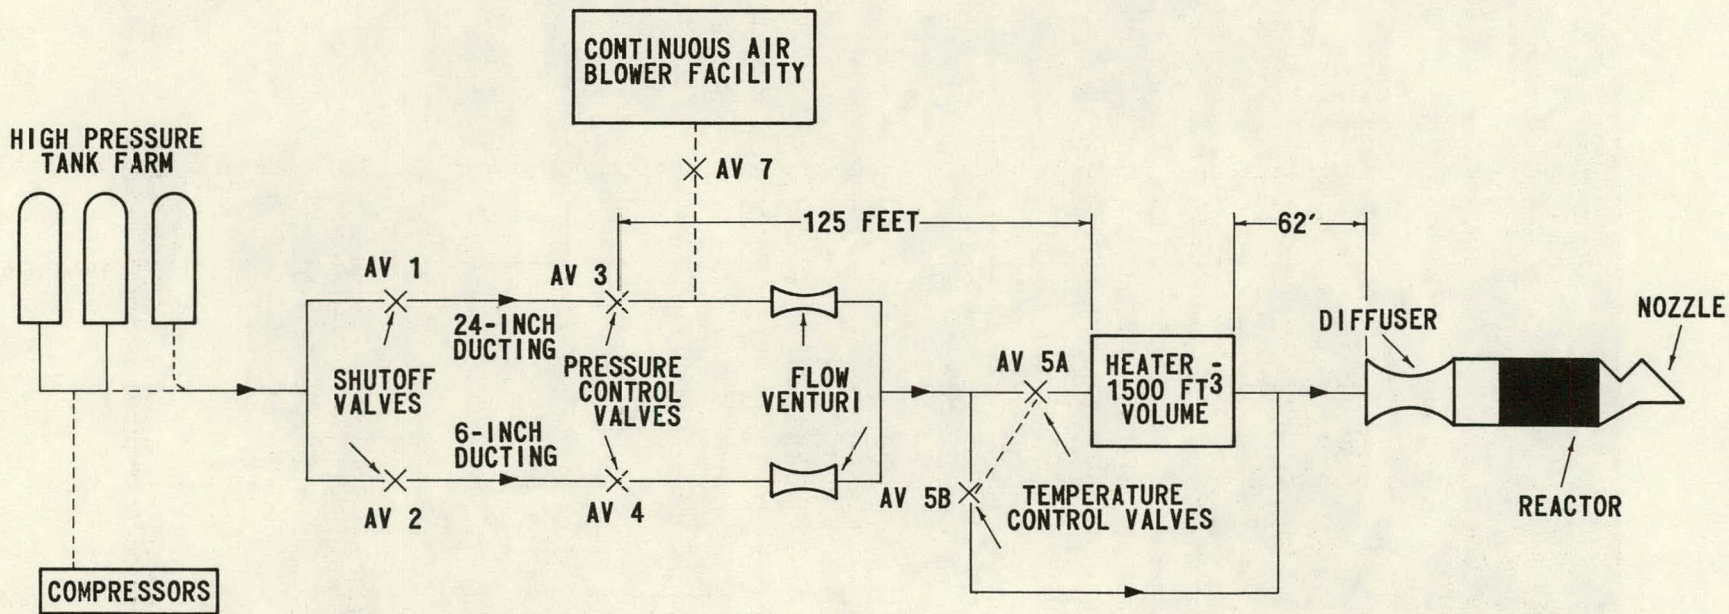 CONTINUOUS AIR
BLOWER FACILITY
HIGH PRESSURE
TANK FARM
AV 7
125 FEET
62'
AV 1
AV 3
24-INCH
DUCTING
SHUTOFF
VALVES
PRESSURE
CONTROL
VALVES
FLOW
VENTURI
AV 5A
HEATER -
1500 FT³
VOLUME
DIFFUSER
NOZZLE
6-INCH
DUCTING
AV 2
AV 4
AV 5B
TEMPERATURE
CONTROL VALVES
REACTOR
COMPRESSORS